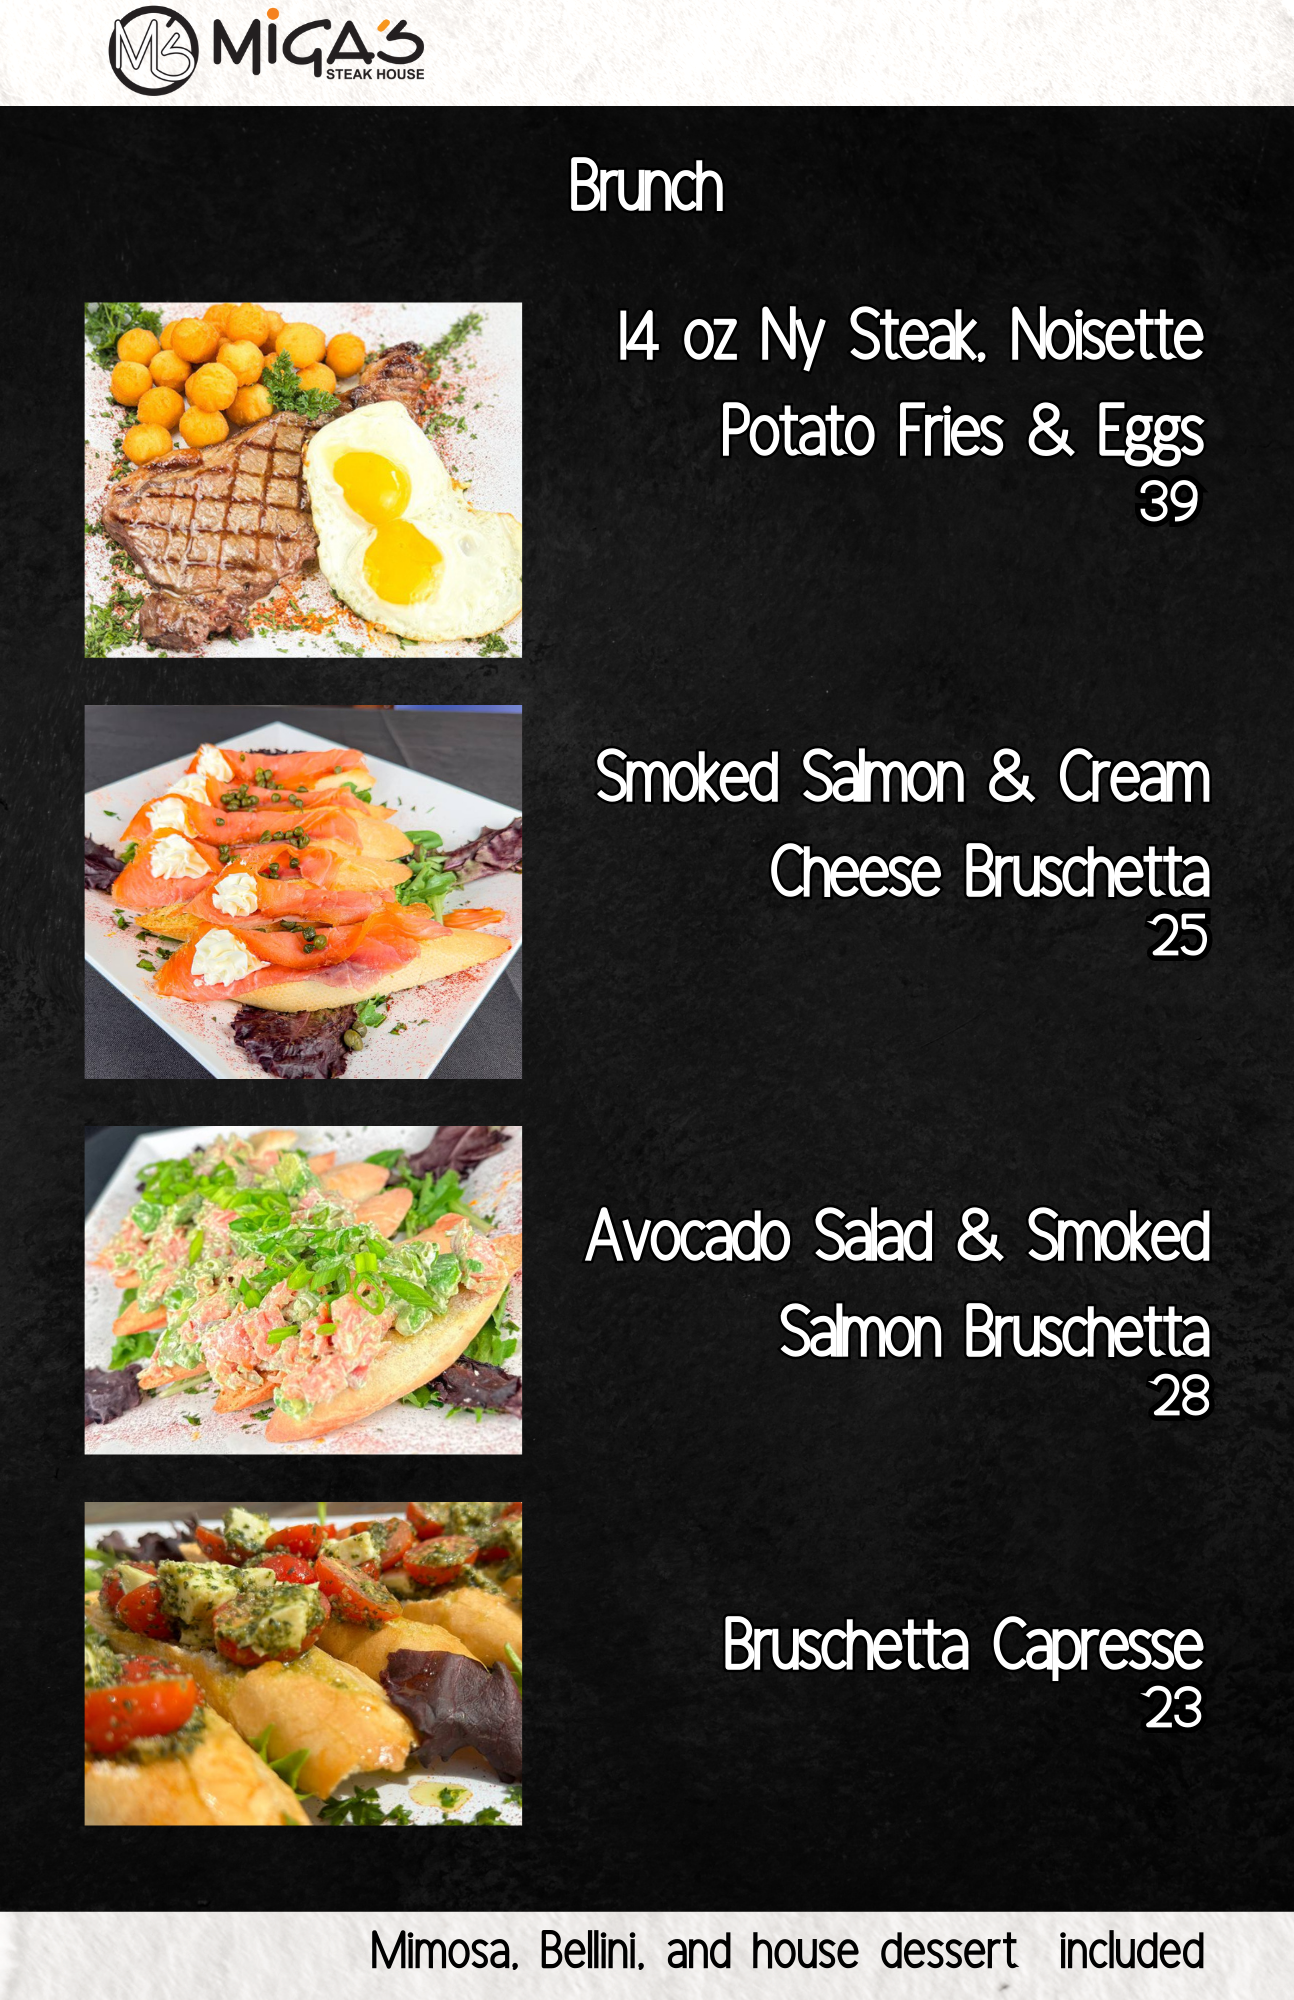 MS MiGA'S
STEAK HOUSE
Brunch
14 oz Ny Steak, Noisette
Potato Fries & Eggs
39
Smoked Salmon & Cream
Cheese Bruschetta
25
Avocado Salad & Smoked
Salmon Bruschetta
28
Bruschetta Capresse
23
Mimosa, Bellini, and house dessert included